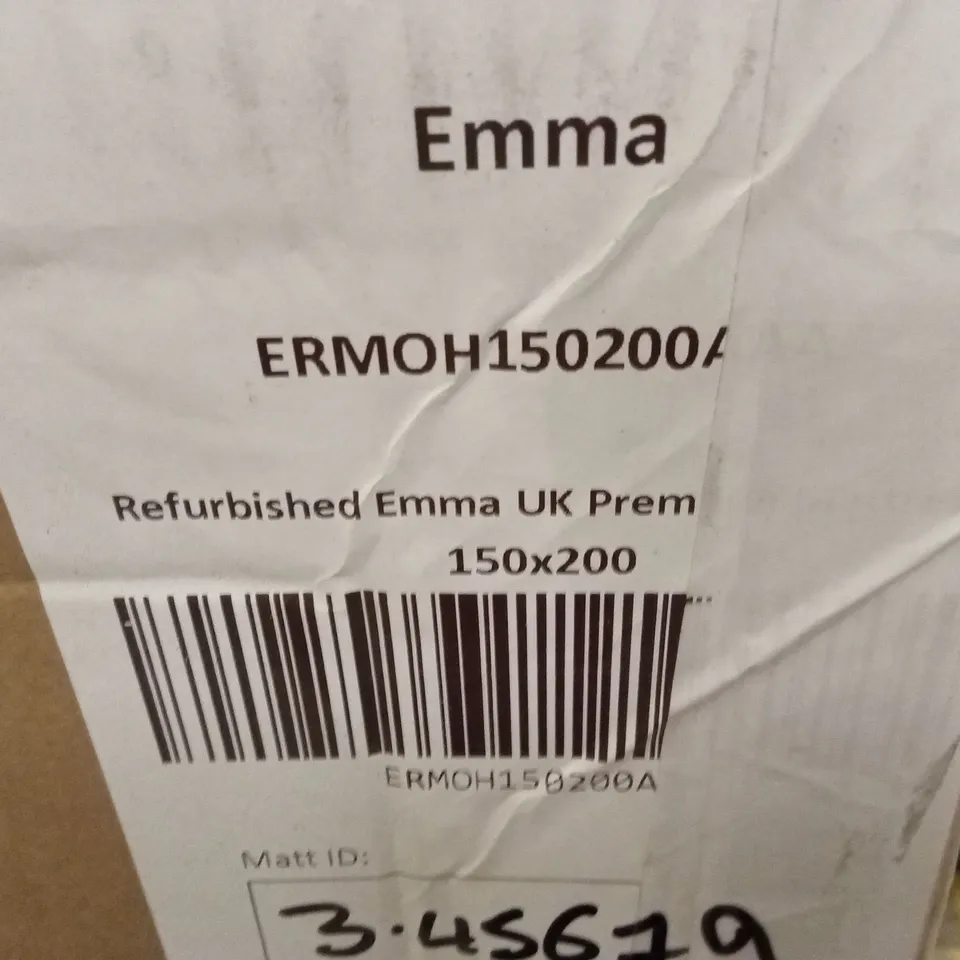 Emma
ERMOH150200A
Refurbished Emma UK Prem
150x200
ERMOH150200A
Matt ID:
3.45619